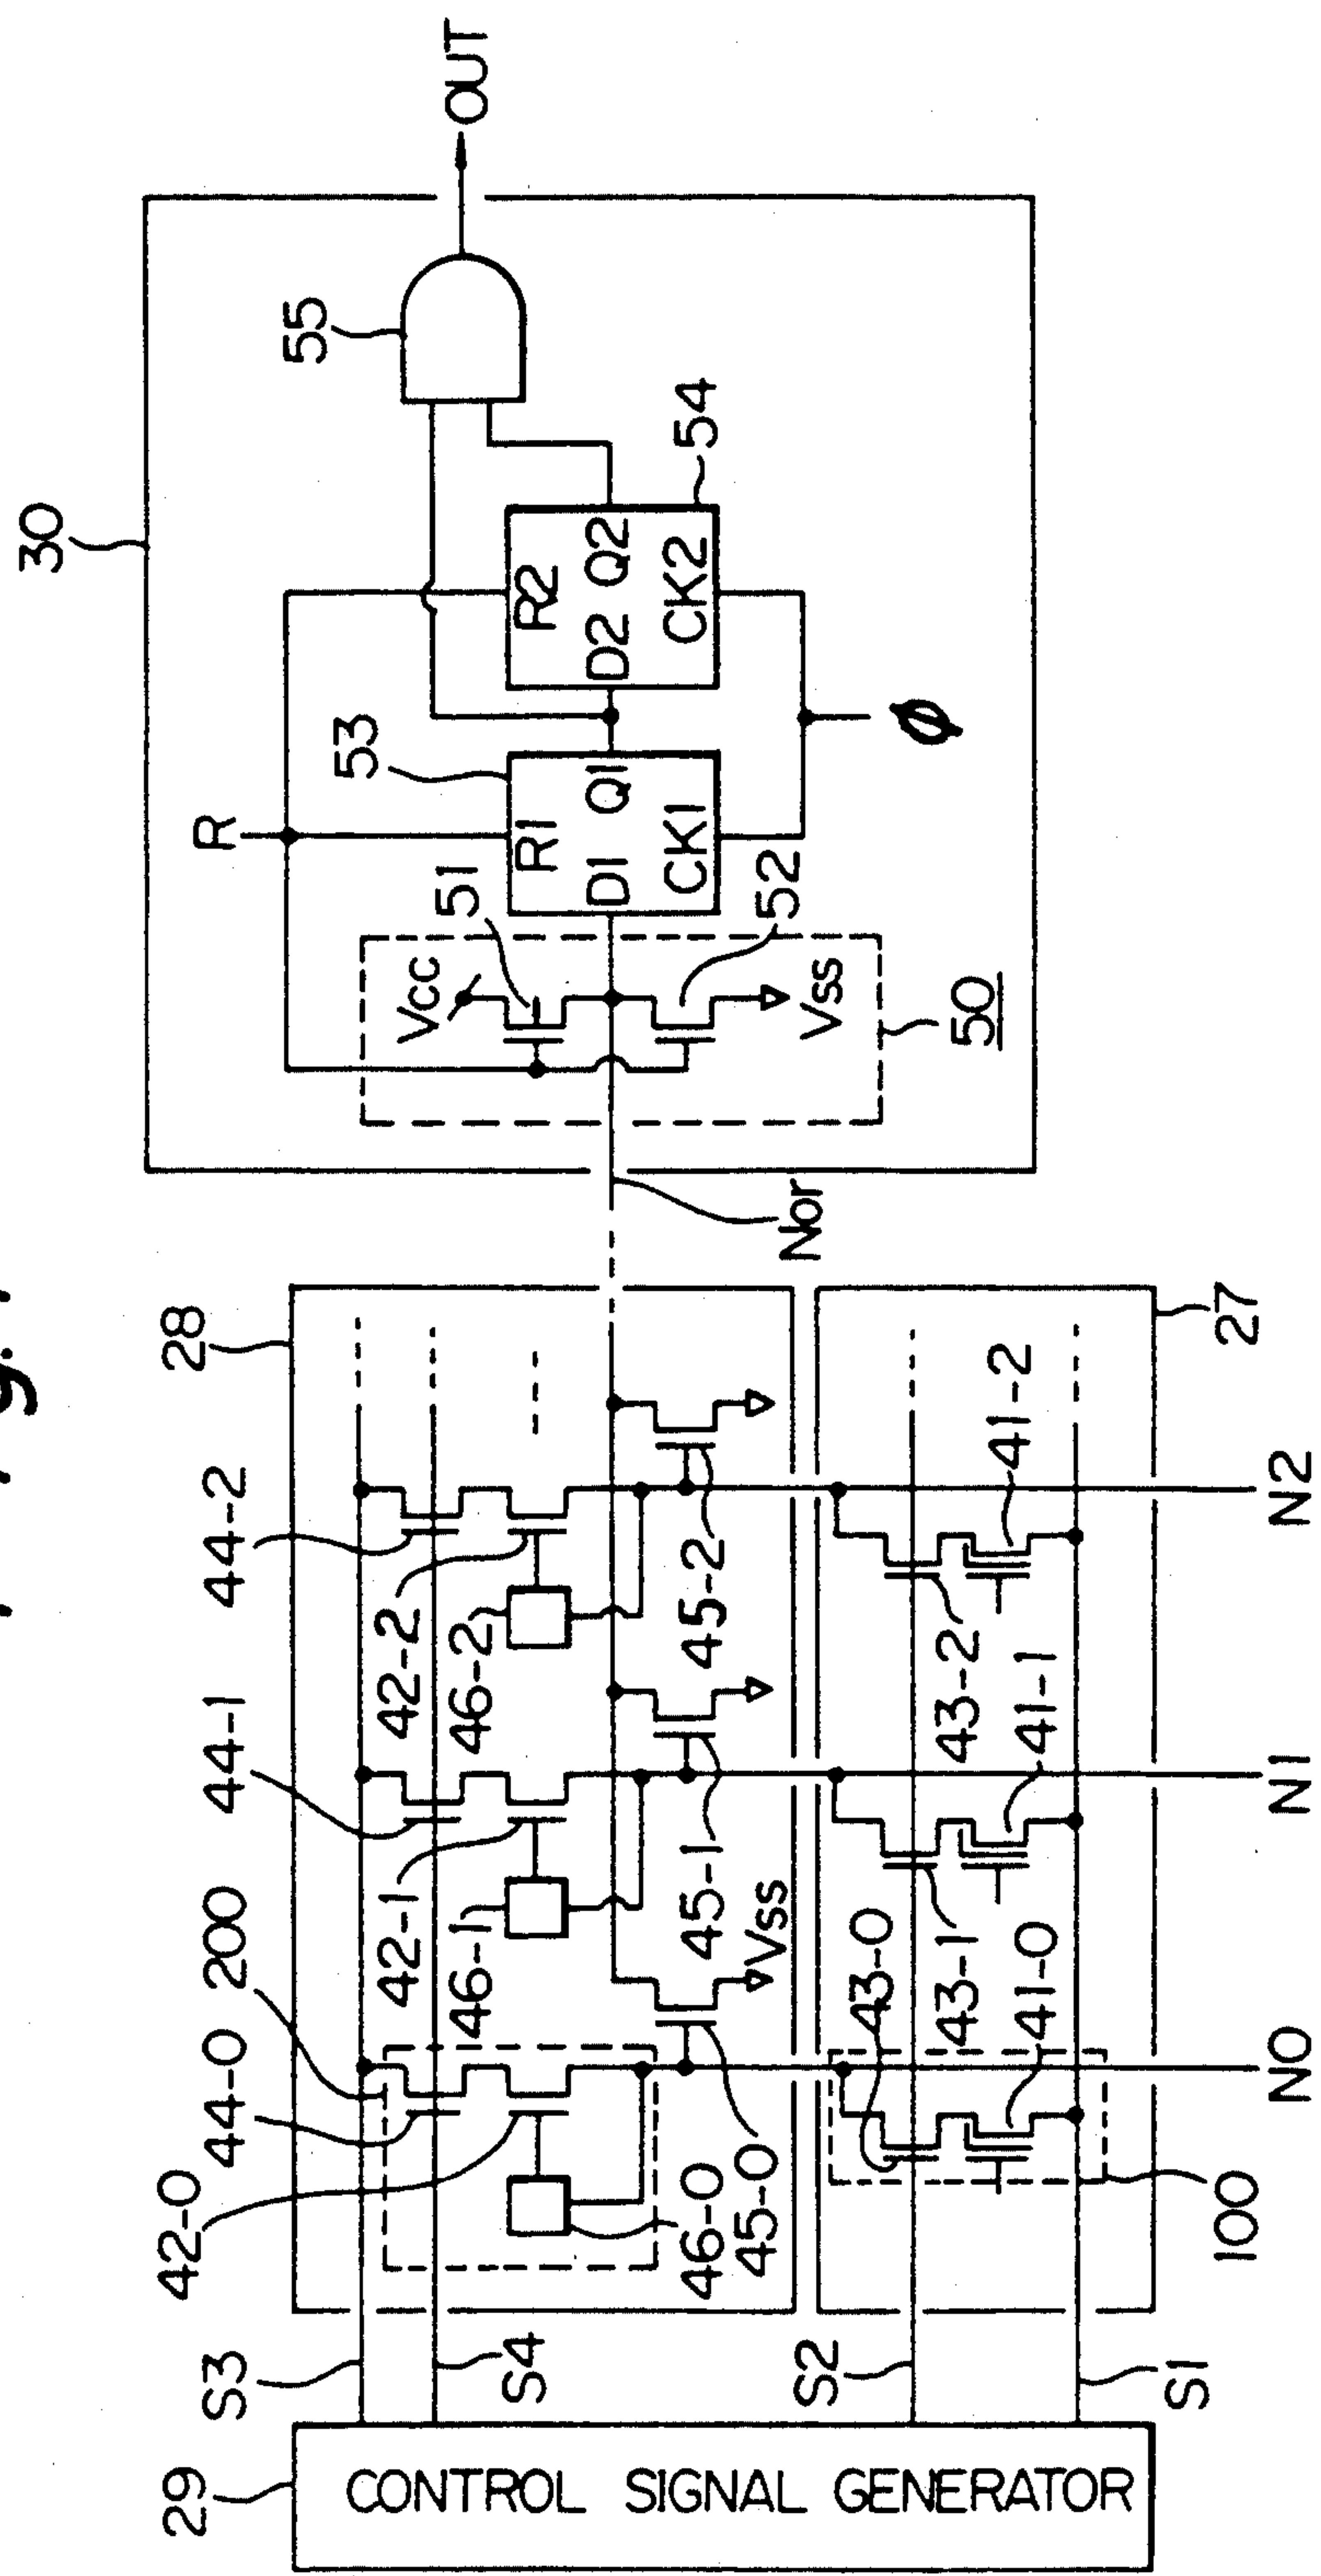 30
R
55
OUT
53
54
51
Vcc
R1
D1
Q1
CK1
R2
D2
Q2
CK2
52
Vss
50
ϕ
Nor
28
200
44-0
44-1
44-2
42-0
42-1
42-2
46-0
46-1
46-2
45-0
45-1
45-2
Vss
27
43-0
43-1
43-2
41-0
41-1
41-2
100
N0
N1
N2
S3
S4
S2
S1
29
CONTROL SIGNAL GENERATOR